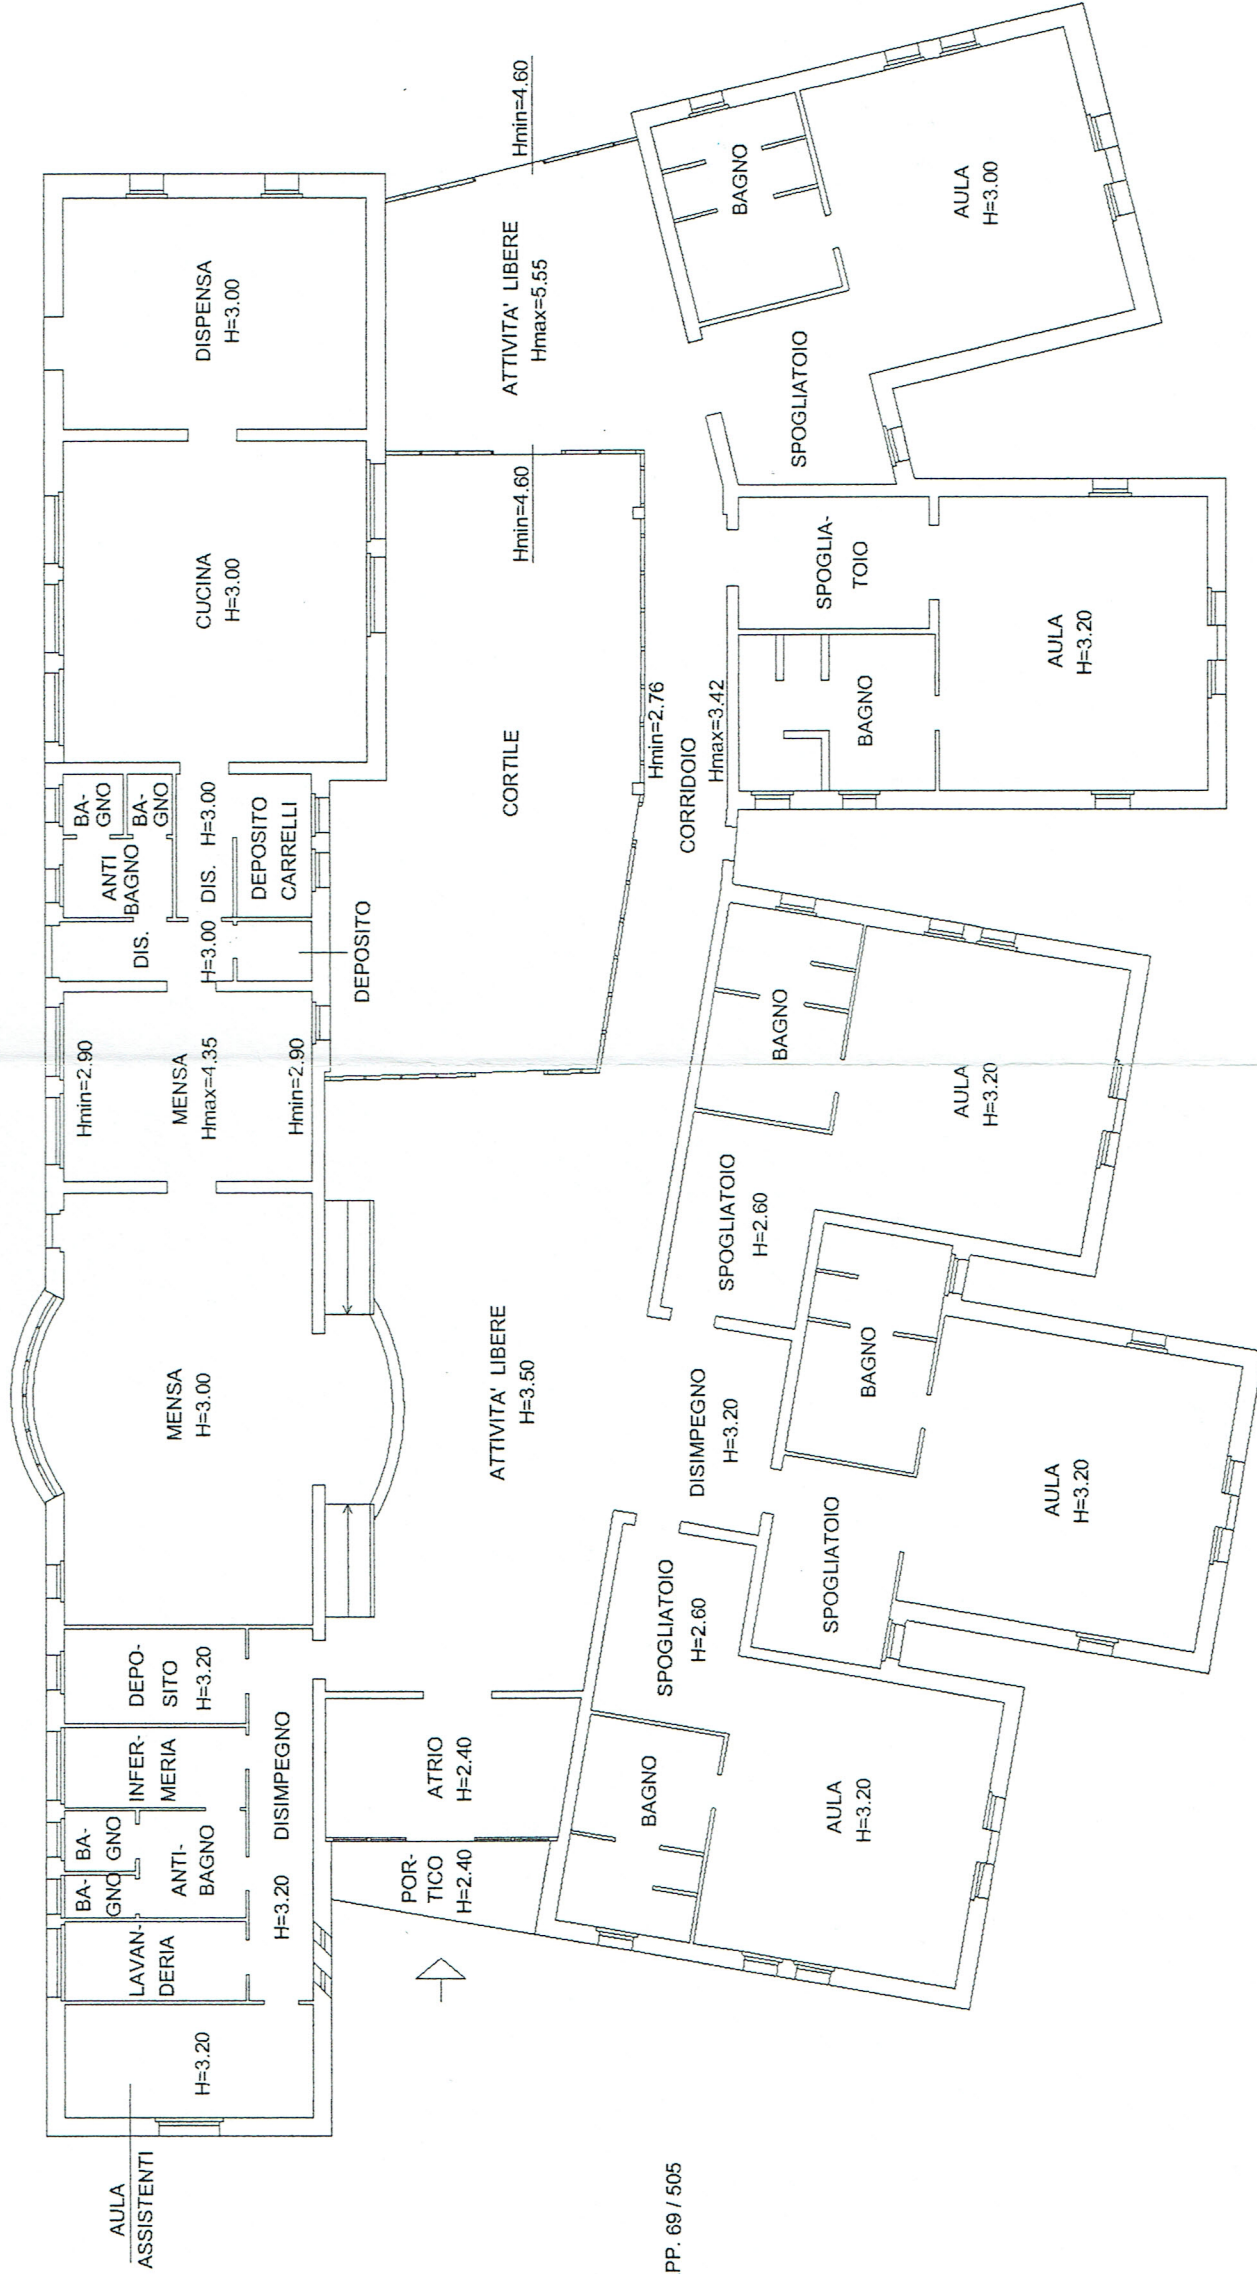 AULA
ASSISTENTI
H=3.20
LAVAN-
DERIA
BA-
GNO
BA-
GNO
ANTI-
BAGNO
INFER-
MERIA
DEPO-
SITO
H=3.20
H=3.20
DISIMPEGNO
MENSA
H=3.00
Hmin=2.90
MENSA
Hmax=4.35
Hmin=2.90
DIS.
H=3.00
ANTI
BAGNO
BA-
GNO
BA-
GNO
DIS.
H=3.00
DEPOSITO
CARRELLI
DEPOSITO
CUCINA
H=3.00
DISPENSA
H=3.00
POR-
TICO
H=2.40
ATRIO
H=2.40
ATTIVITA' LIBERE
H=3.50
CORTILE
Hmin=4.60
ATTIVITA' LIBERE
Hmax=5.55
Hmin=4.60
Hmin=2.76
CORRIDOIO
Hmax=3.42
BAGNO
SPOGLIATOIO
H=2.60
AULA
H=3.20
DISIMPEGNO
H=3.20
SPOGLIATOIO
BAGNO
AULA
H=3.20
SPOGLIATOIO
H=2.60
BAGNO
AULA
H=3.20
BAGNO
SPOGLIA-
TOIO
AULA
H=3.20
SPOGLIATOIO
BAGNO
AULA
H=3.00
PP. 69 / 505